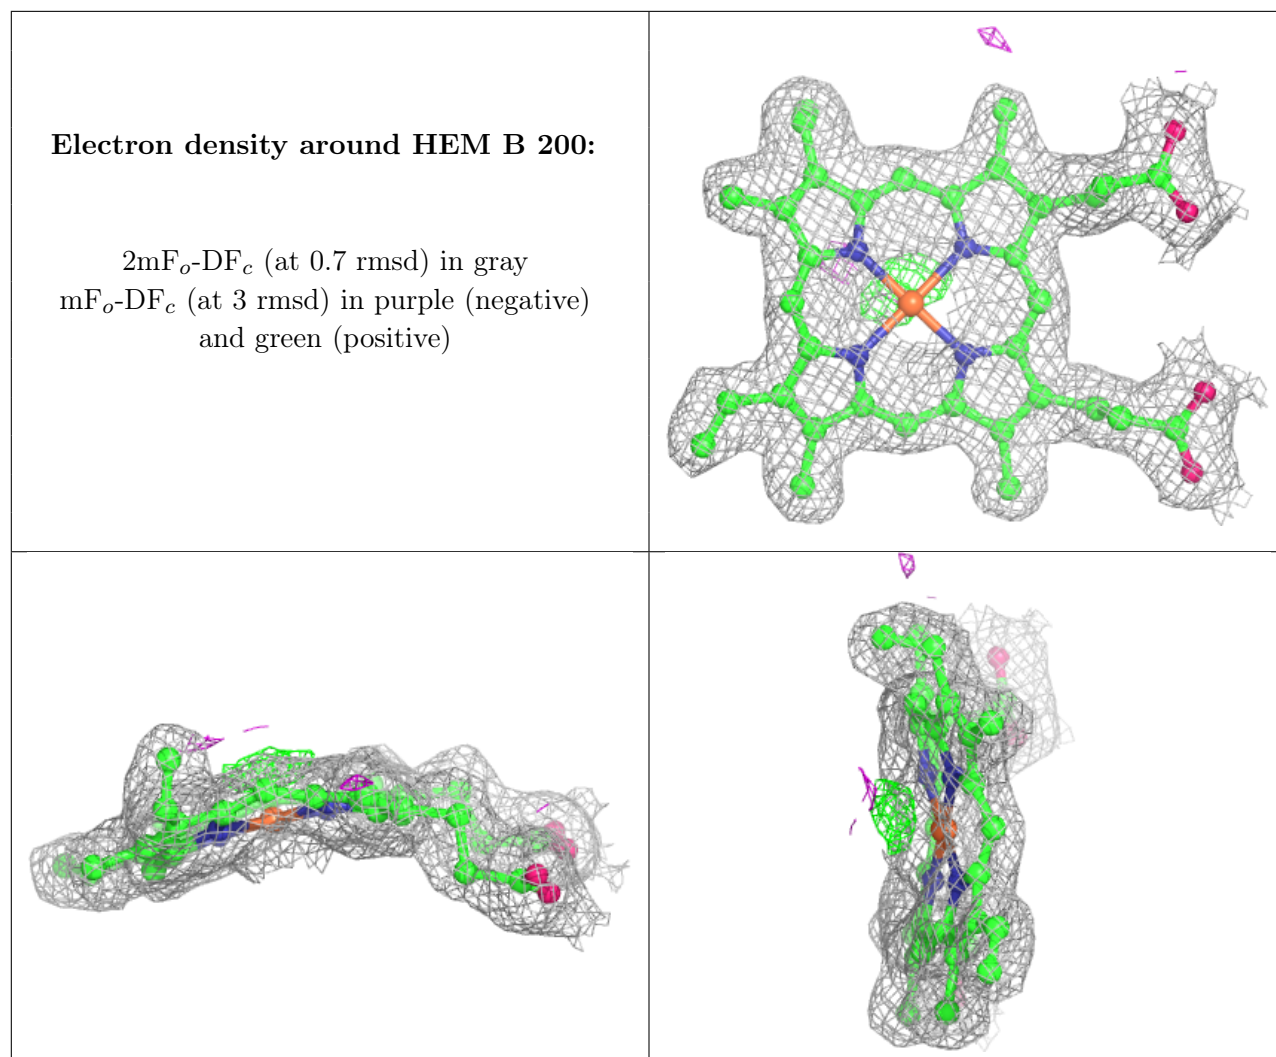 Electron density around HEM B 200:
2mFo-DFc (at 0.7 rmsd) in gray
mFo-DFc (at 3 rmsd) in purple (negative)
and green (positive)